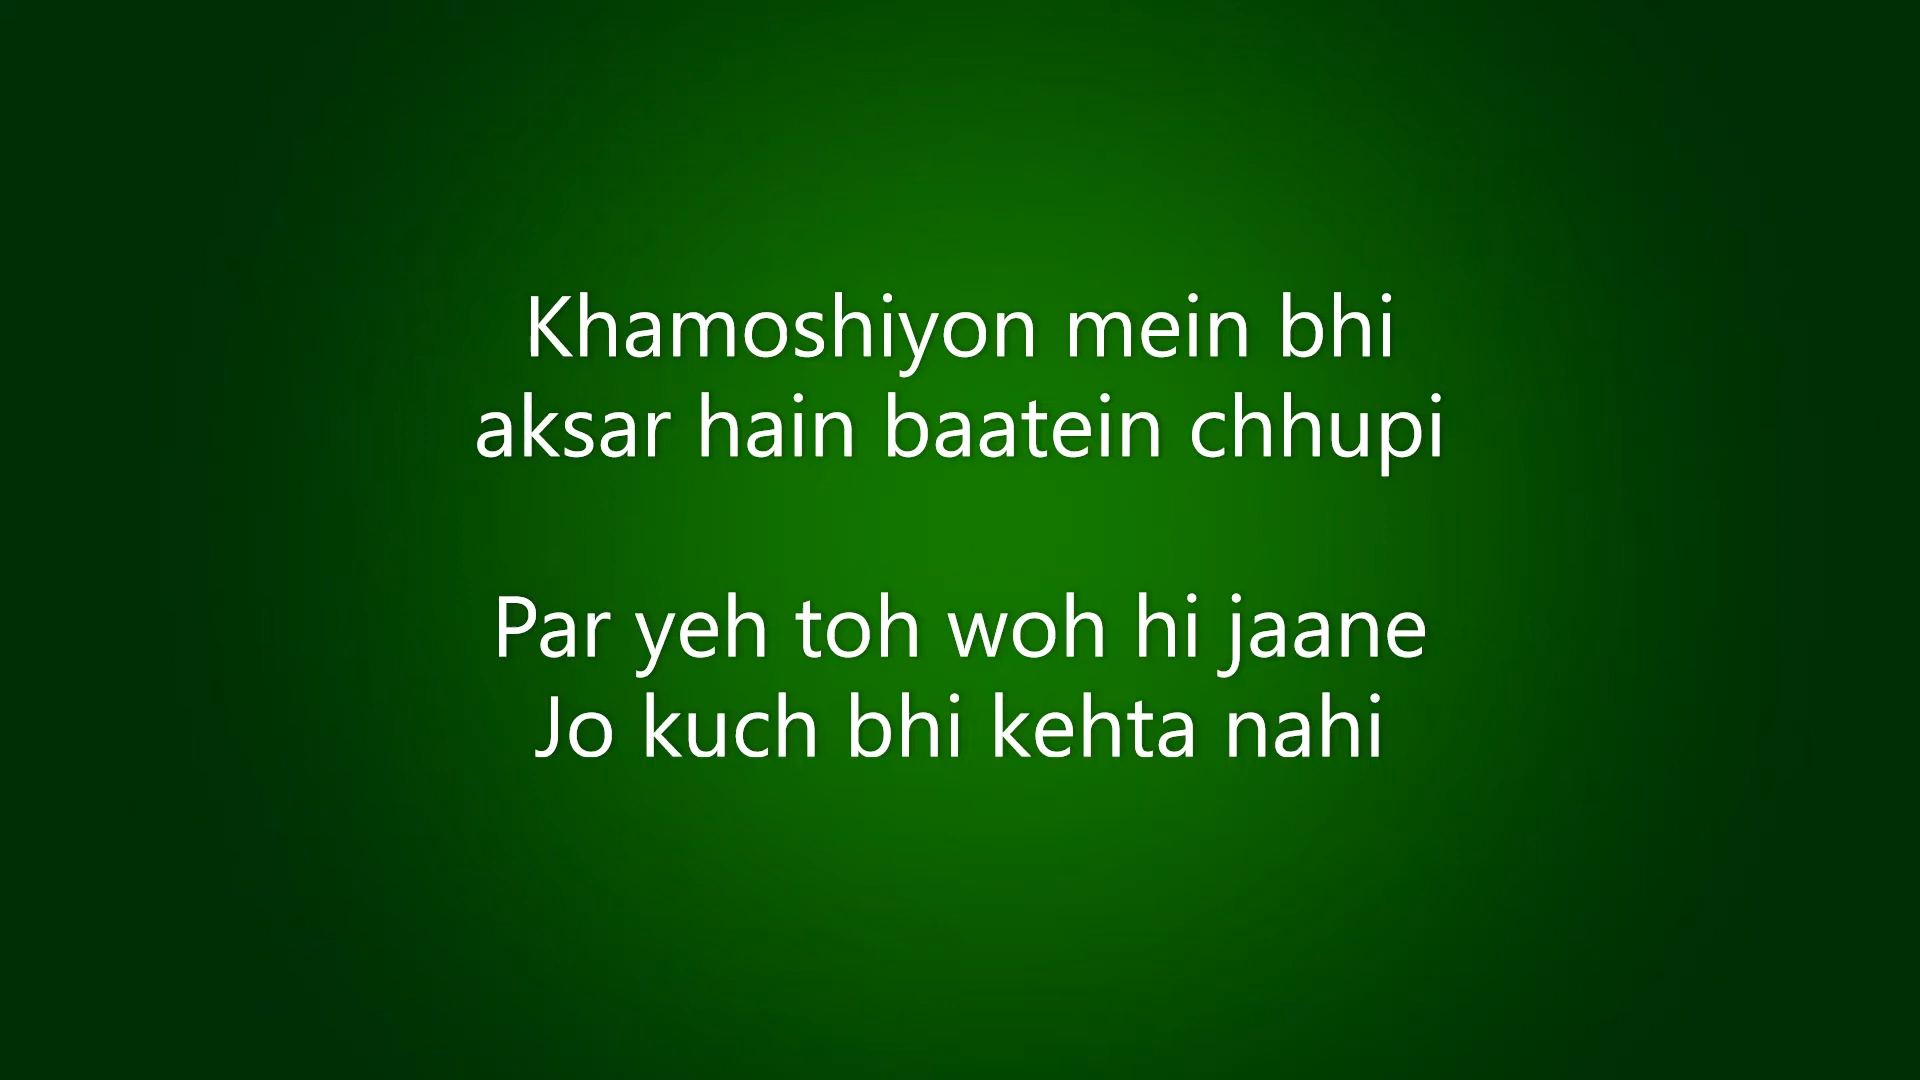 Khamoshiyon mein bhi
aksar hain baatein chhupi
Par yeh toh woh hi jaane
Jo kuch bhi kehta nahi